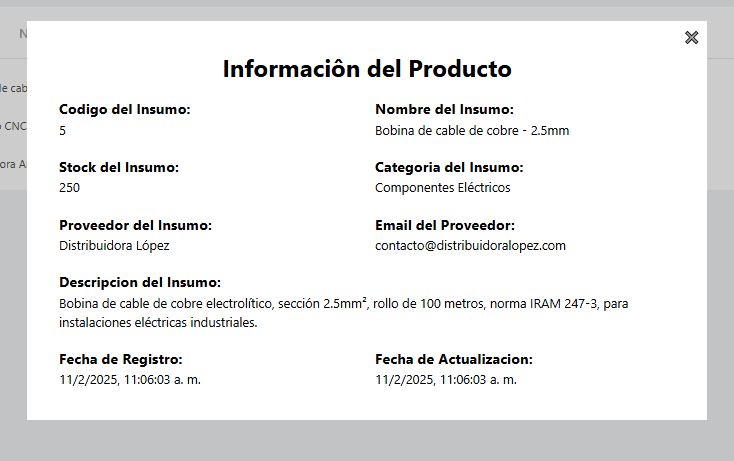 N
Informaciôn del Producto
de cab
Codigo del Insumo:
Nombre del Insumo:
5
Bobina de cable de cobre - 2.5mm
o CNC
Stock del Insumo:
Categoria del Insumo:
ora A
250
Componentes Eléctricos
Proveedor del Insumo:
Email del Proveedor:
Distribuidora López
contacto@distribuidoralopez.com
Descripcion del Insumo:
Bobina de cable de cobre electrolítico, sección 2.5mm², rollo de 100 metros, norma IRAM 247-3, para
instalaciones eléctricas industriales.
Fecha de Registro:
Fecha de Actualizacion:
11/2/2025, 11:06:03 a. m.
11/2/2025, 11:06:03 a. m.